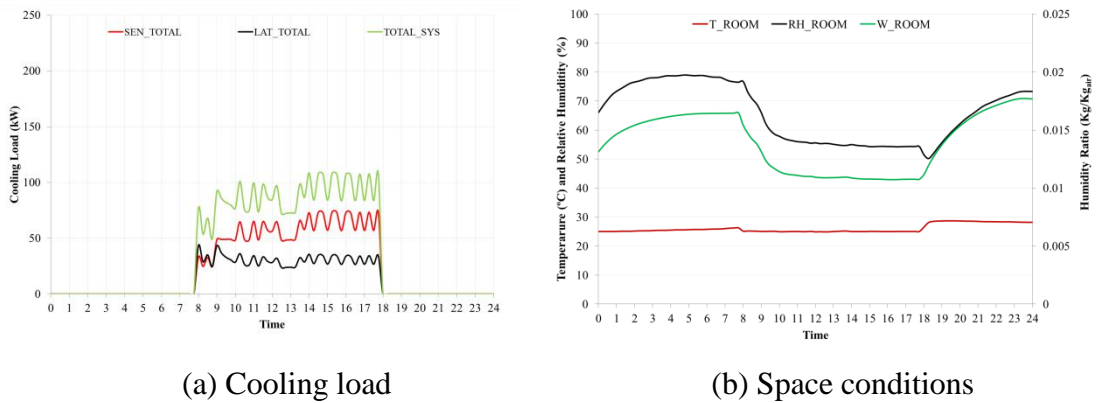 250
200
150
100
50
0
Cooling Load (kW)
SEN_TOTAL LAT_TOTAL TOTAL_SYS
0 1 2 3 4 5 6 7 8 9 10 11 12 13 14 15 16 17 18 19 20 21 22 23 24
Time
(a) Cooling load
100
90
80
70
60
50
40
30
20
10
0
Temperarure (°C) and Relative Humiditity (%)
T_ROOM RH_ROOM W_ROOM
0.025
0.02
0.015
0.01
0.005
0
Humidity Ratio (Kg/Kgair)
0 1 2 3 4 5 6 7 8 9 10 11 12 13 14 15 16 17 18 19 20 21 22 23 24
Time
(b) Space conditions